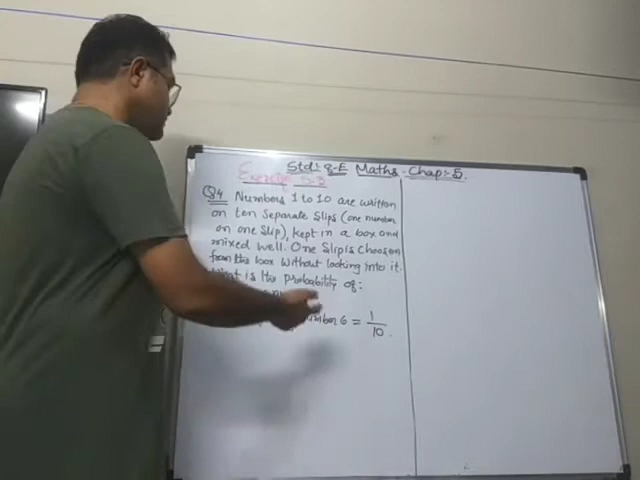 Std: 8-E Maths - Chap: 5.
Exercise 5.3
Q4 Numbers 1 to 10 are written
on ten separate slips (one number
on one slip), kept in a box and
mixed well. One slip is choosen
from the box without looking into it.
What is the probability of:
number 6 = 1/10.